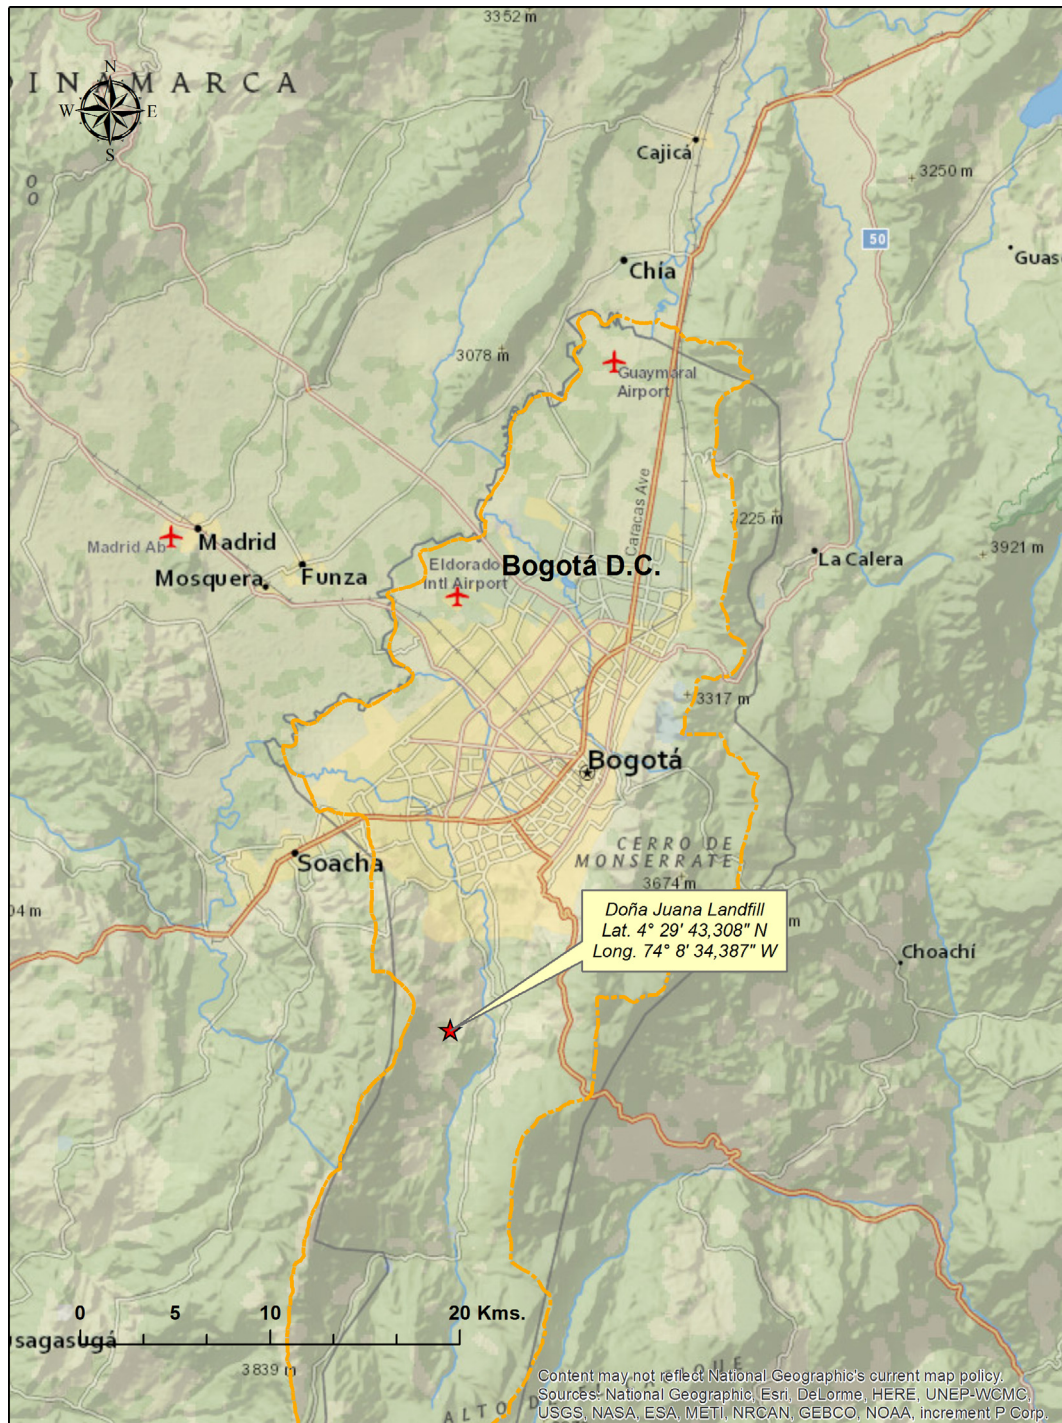 3352 m
DINAMARCA
N
W E
S
Cajicá
3250 m
50
Guas
Chía
3078 m
Guaymaral
Airport
Caracas Ave
3225 m
Madrid Ab
Madrid
3921 m
La Calera
Eldorado
Intl Airport
Bogotá D.C.
Mosquera
Funza
3317 m
Bogotá
CERRO DE
MONSERRATE
Soacha
3674 m
04 m
m
Doña Juana Landfill
Lat. 4° 29' 43,308" N
Long. 74° 8' 34,387" W
Choachí
0 5 10 20 Kms.
usagasugá
3839 m
ALTO D
Content may not reflect National Geographic's current map policy.
Sources: National Geographic, Esri, DeLorme, HERE, UNEP-WCMC,
USGS, NASA, ESA, METI, NRCAN, GEBCO, NOAA, increment P Corp.